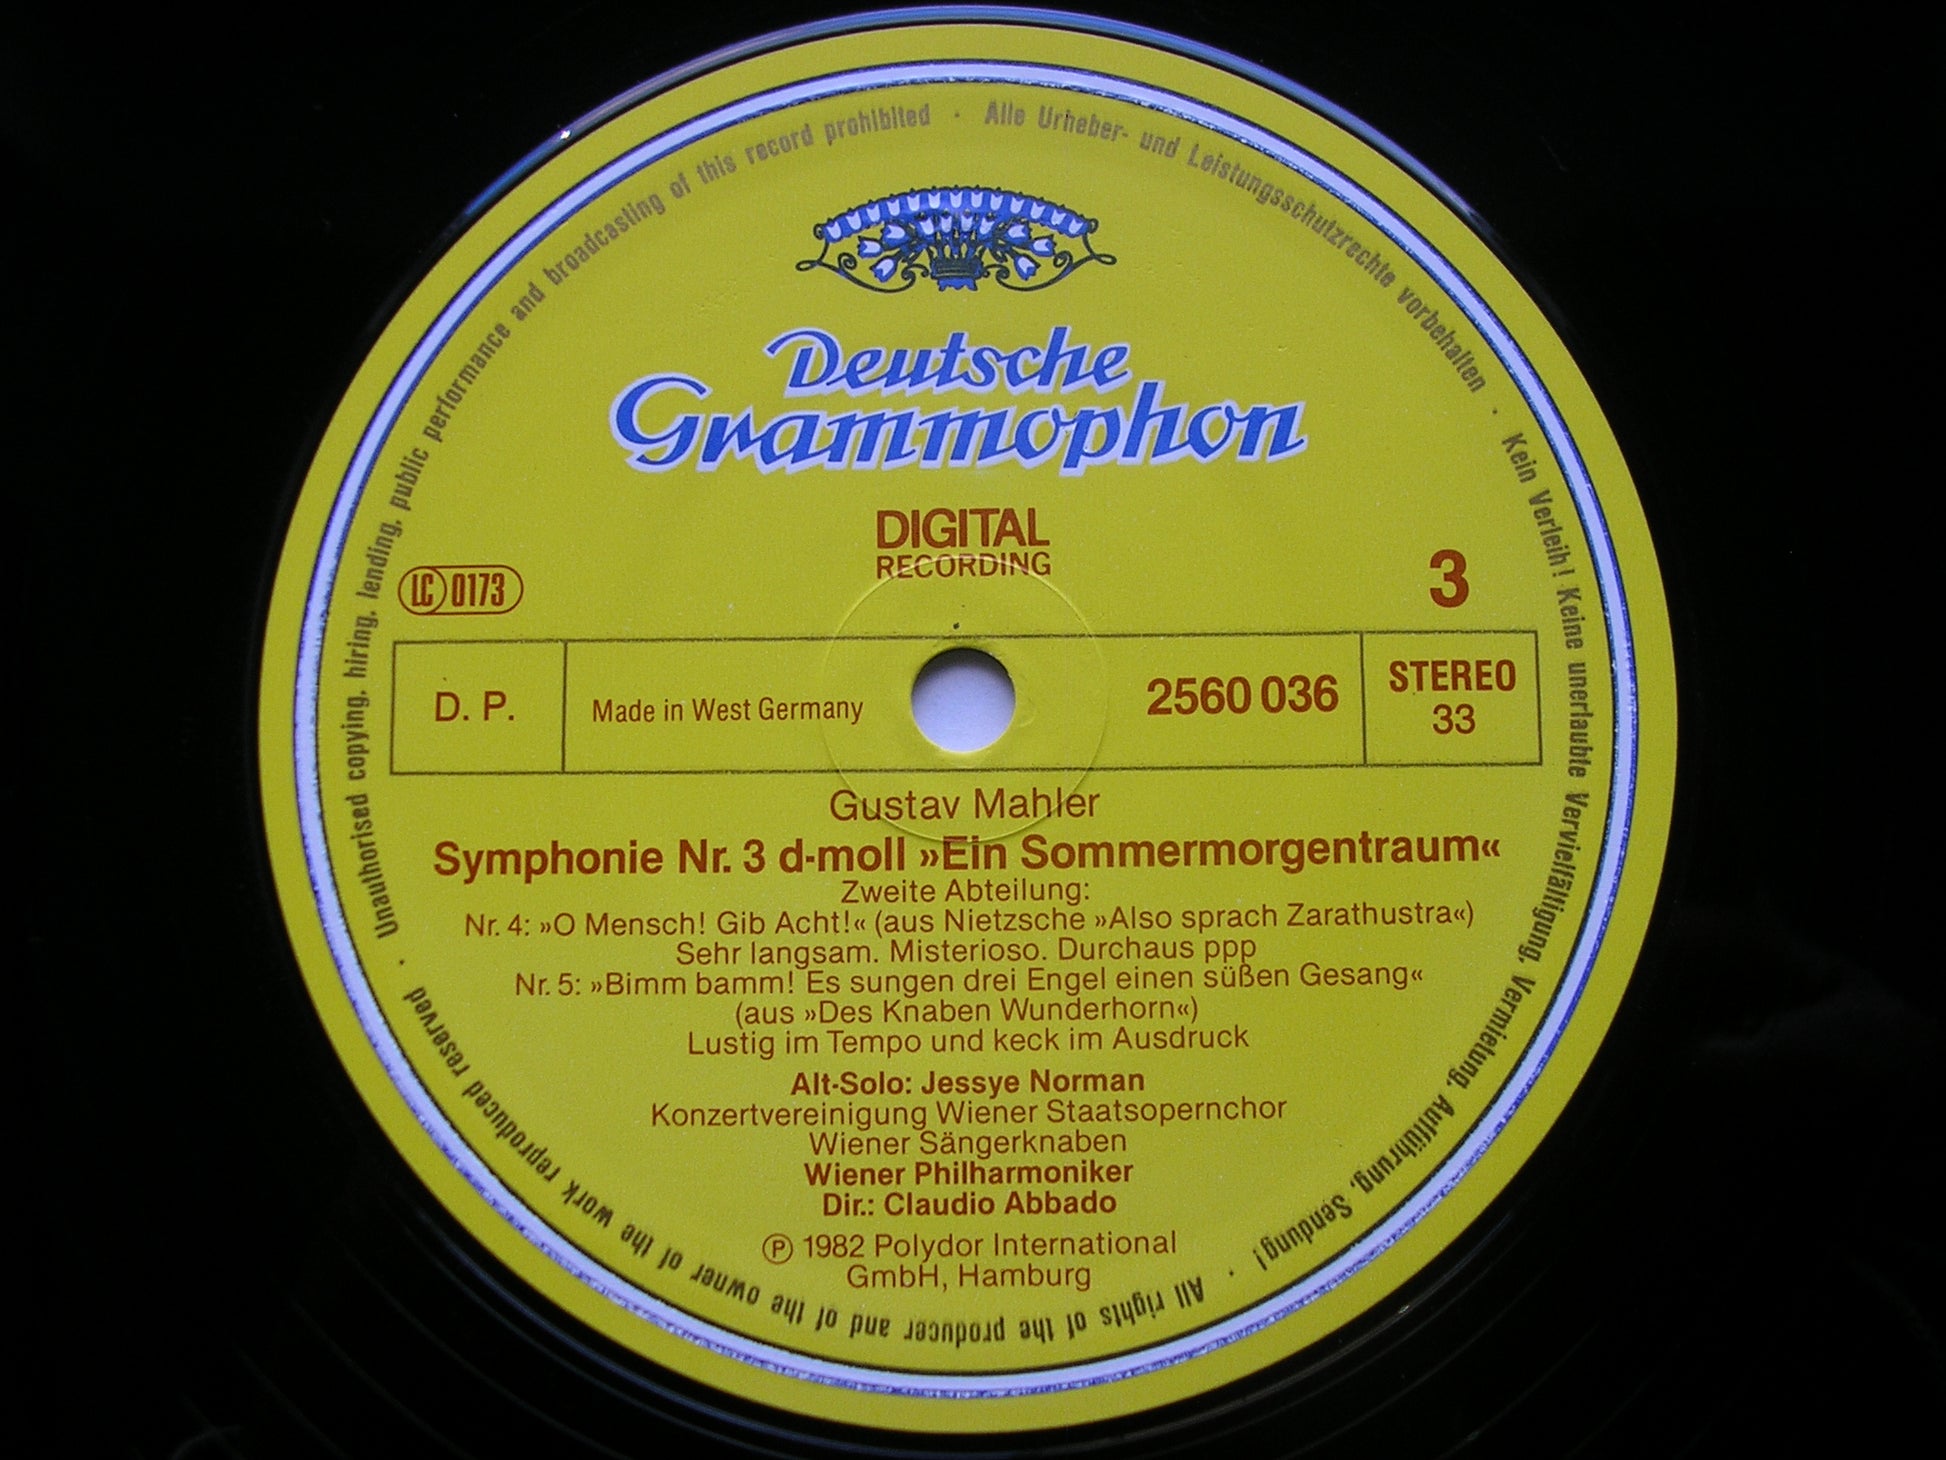 Deutsche
Grammophon
DIGITAL
RECORDING
LC 0173
3
D. P.
Made in West Germany
2560 036
STEREO
33
Gustav Mahler
Symphonie Nr. 3 d-moll »Ein Sommermorgentraum«
Zweite Abteilung:
Nr. 4: »O Mensch! Gib Acht!« (aus Nietzsche »Also sprach Zarathustra«)
Sehr langsam. Misterioso. Durchaus ppp
Nr. 5: »Bimm bamm! Es sungen drei Engel einen süßen Gesang«
(aus »Des Knaben Wunderhorn«)
Lustig im Tempo und keck im Ausdruck
Alt-Solo: Jessye Norman
Konzertvereinigung Wiener Staatsopernchor
Wiener Sängerknaben
Wiener Philharmoniker
Dir.: Claudio Abbado
℗ 1982 Polydor International
GmbH, Hamburg
Alle Urheber- und Leistungsschutzrechte vorbehalten · Kein Verleih! Keine unerlaubte Vervielfältigung, Vermietung, Aufführung, Sendung! · All rights of the producer and of the owner of the work reproduced reserved · Unauthorised copying, hiring, lending, public performance and broadcasting of this record prohibited ·